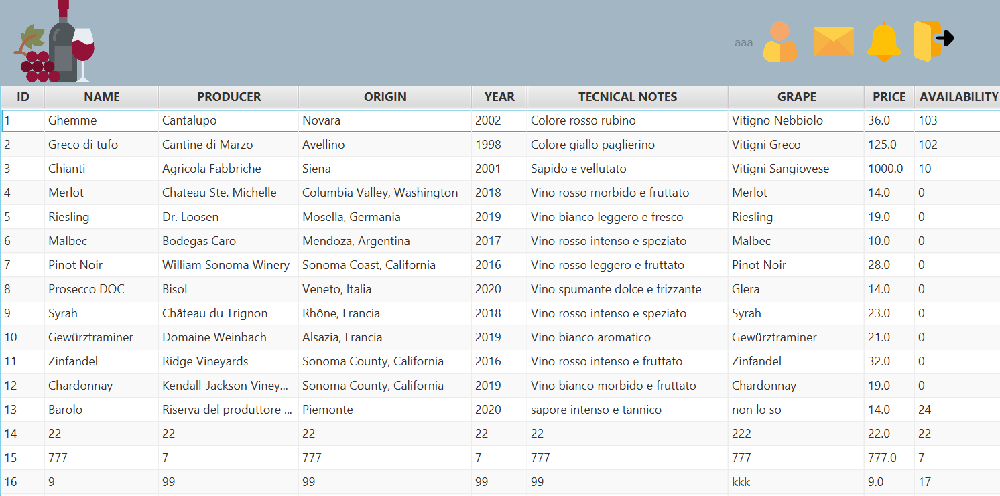 aaa
ID NAME PRODUCER ORIGIN YEAR TECNICAL NOTES GRAPE PRICE AVAILABILITY
1 Ghemme Cantalupo Novara 2002 Colore rosso rubino Vitigno Nebbiolo 36.0 103
2 Greco di tufo Cantine di Marzo Avellino 1998 Colore giallo paglierino Vitigni Greco 125.0 102
3 Chianti Agricola Fabbriche Siena 2001 Sapido e vellutato Vitigni Sangiovese 1000.0 10
4 Merlot Chateau Ste. Michelle Columbia Valley, Washington 2018 Vino rosso morbido e fruttato Merlot 14.0 0
5 Riesling Dr. Loosen Mosella, Germania 2019 Vino bianco leggero e fresco Riesling 19.0 0
6 Malbec Bodegas Caro Mendoza, Argentina 2017 Vino rosso intenso e speziato Malbec 10.0 0
7 Pinot Noir William Sonoma Winery Sonoma Coast, California 2016 Vino rosso leggero e fruttato Pinot Noir 28.0 0
8 Prosecco DOC Bisol Veneto, Italia 2020 Vino spumante dolce e frizzante Glera 14.0 0
9 Syrah Château du Trignon Rhône, Francia 2018 Vino rosso intenso e speziato Syrah 23.0 0
10 Gewürztraminer Domaine Weinbach Alsazia, Francia 2019 Vino bianco aromatico Gewürztraminer 21.0 0
11 Zinfandel Ridge Vineyards Sonoma County, California 2016 Vino rosso intenso e fruttato Zinfandel 32.0 0
12 Chardonnay Kendall-Jackson Viney... Sonoma County, California 2019 Vino bianco morbido e fruttato Chardonnay 19.0 0
13 Barolo Riserva del produttore ... Piemonte 2020 sapore intenso e tannico non lo so 14.0 24
14 22 22 22 22 22 222 22.0 22
15 777 7 777 7 777 777 777.0 7
16 9 99 99 99 99 kkk 9.0 17